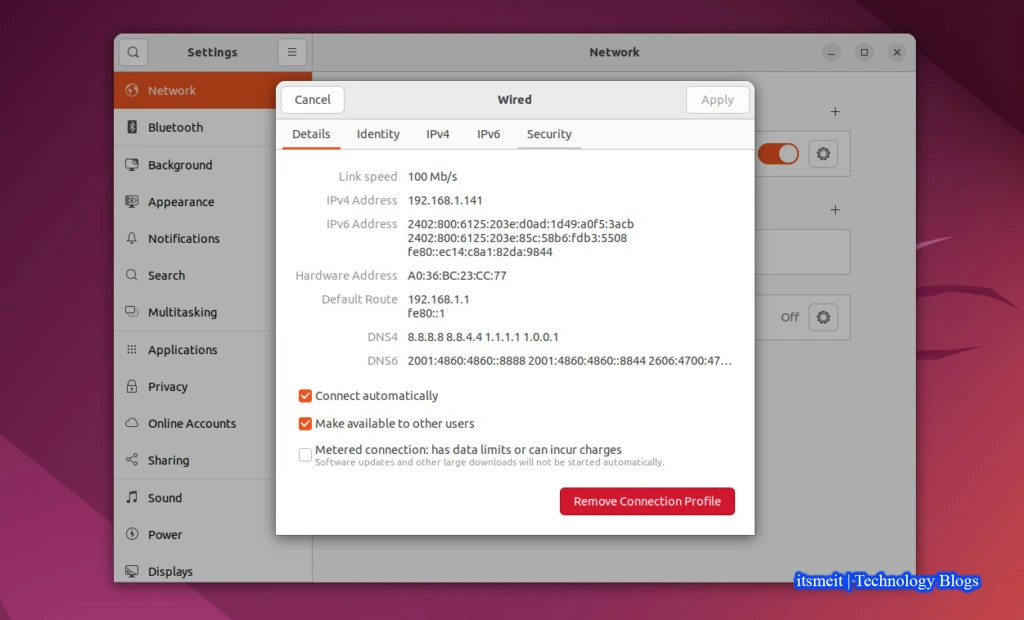 Settings
Network
Network
Bluetooth
Background
Appearance
Notifications
Search
Multitasking
Applications
Privacy
Online Accounts
Sharing
Sound
Power
Displays
Off
Cancel
Wired
Apply
Details Identity IPv4 IPv6 Security
Link speed 100 Mb/s
IPv4 Address 192.168.1.141
IPv6 Address 2402:800:6125:203e:d0ad:1d49:a0f5:3acb
2402:800:6125:203e:85c:58b6:fdb3:5508
fe80::ec14:c8a1:82da:9844
Hardware Address A0:36:BC:23:CC:77
Default Route 192.168.1.1
fe80::1
DNS4 8.8.8.8 8.8.4.4 1.1.1.1 1.0.0.1
DNS6 2001:4860:4860::8888 2001:4860:4860::8844 2606:4700:47…
Connect automatically
Make available to other users
Metered connection: has data limits or can incur charges
Software updates and other large downloads will not be started automatically.
Remove Connection Profile
itsmeit | Technology Blogs